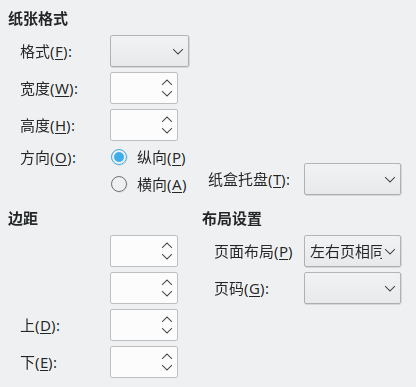 纸张格式
格式(F):
宽度(W):
高度(H):
方向(O):
纵向(P)
横向(A)
纸盒托盘(T):
边距
上(D):
下(E):
布局设置
页面布局(P)
左右页相同
页码(G):